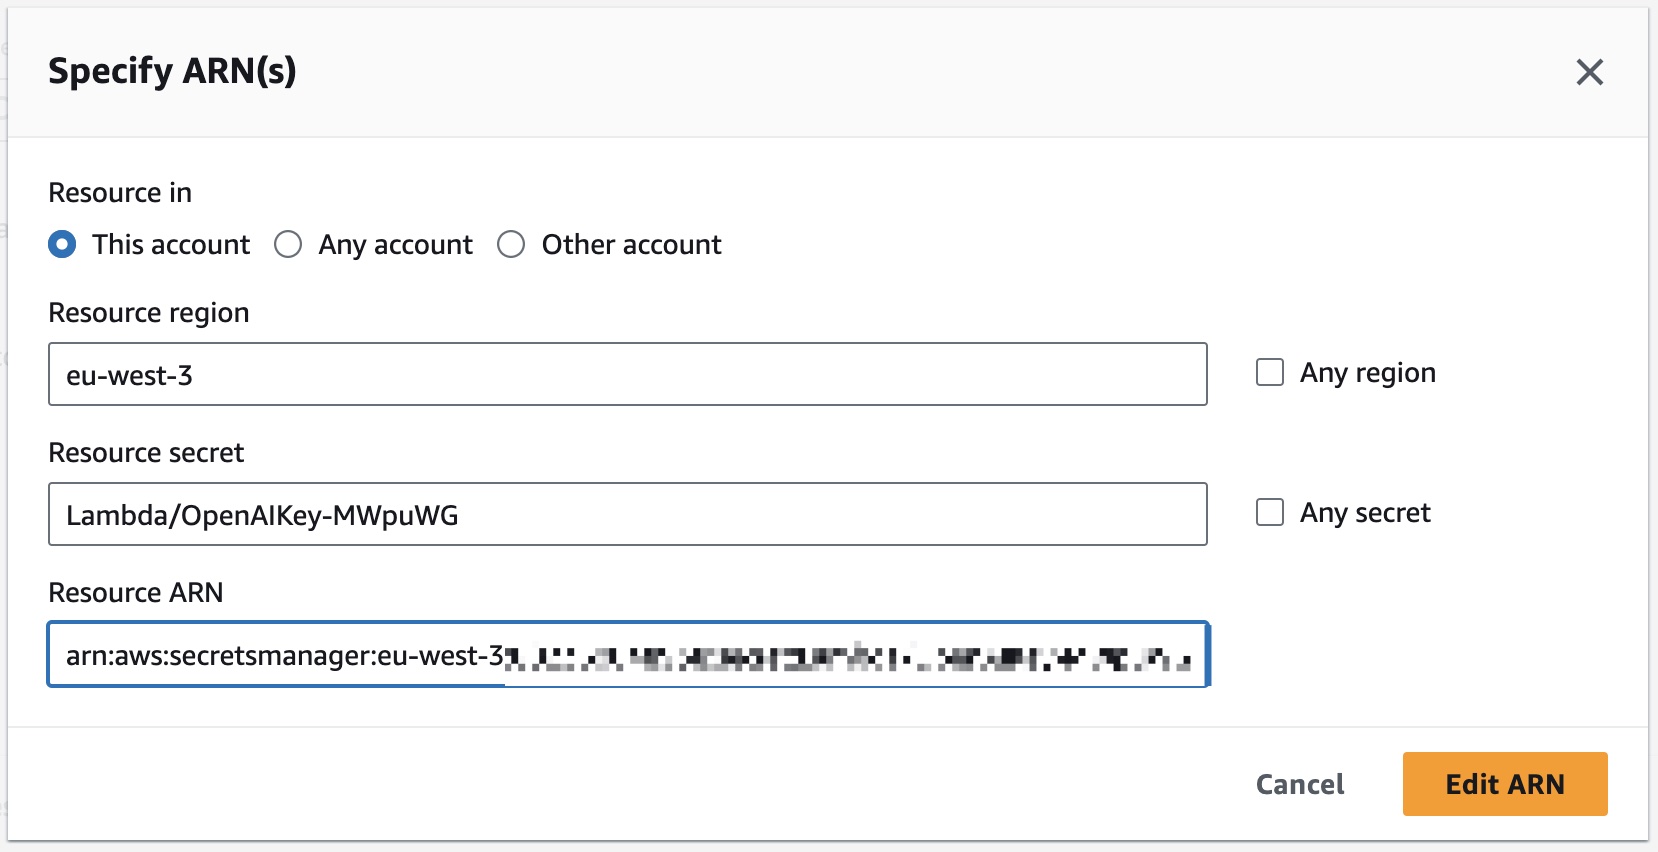 Specify ARN(s)
Resource in
This account Any account Other account
Resource region
eu-west-3
Any region
Resource secret
Lambda/OpenAIKey-MWpuWG
Any secret
Resource ARN
arn:aws:secretsmanager:eu-west-3
Cancel Edit ARN